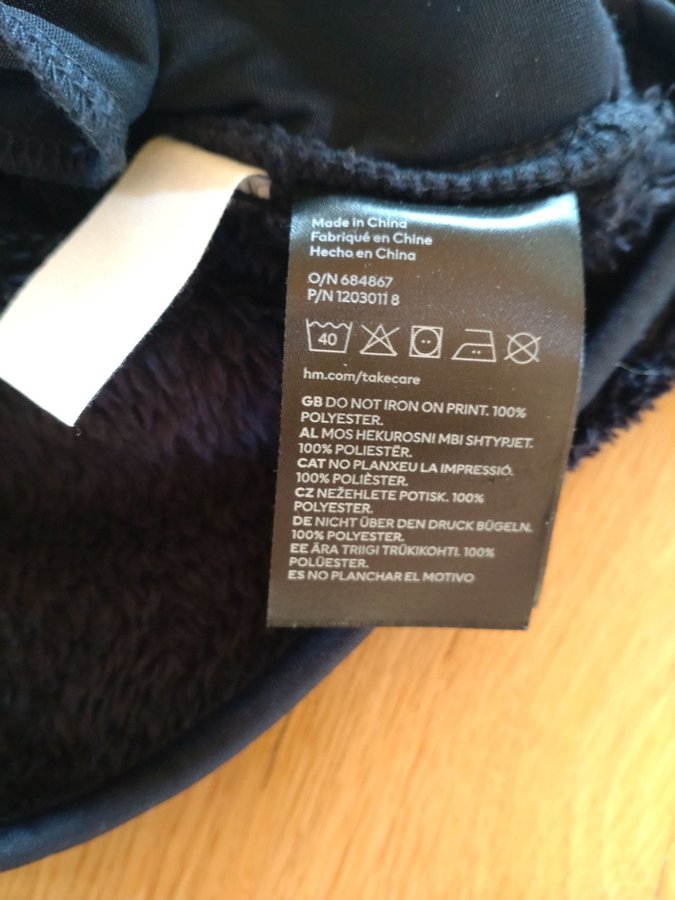 Made in China
Fabriqué en Chine
Hecho en China
O/N 684867
P/N 1203011 8
40
hm.com/takecare
GB DO NOT IRON ON PRINT. 100%
POLYESTER.
AL MOS HEKUROSNI MBI SHTYPJET.
100% POLIESTËR.
CAT NO PLANXEU LA IMPRESSIÓ.
100% POLIÈSTER.
CZ NEŽEHLETE POTISK. 100%
POLYESTER.
DE NICHT ÜBER DEN DRUCK BÜGELN.
100% POLYESTER.
EE ÄRA TRIIGI TRÜKIKOHTI. 100%
POLÜESTER.
ES NO PLANCHAR EL MOTIVO